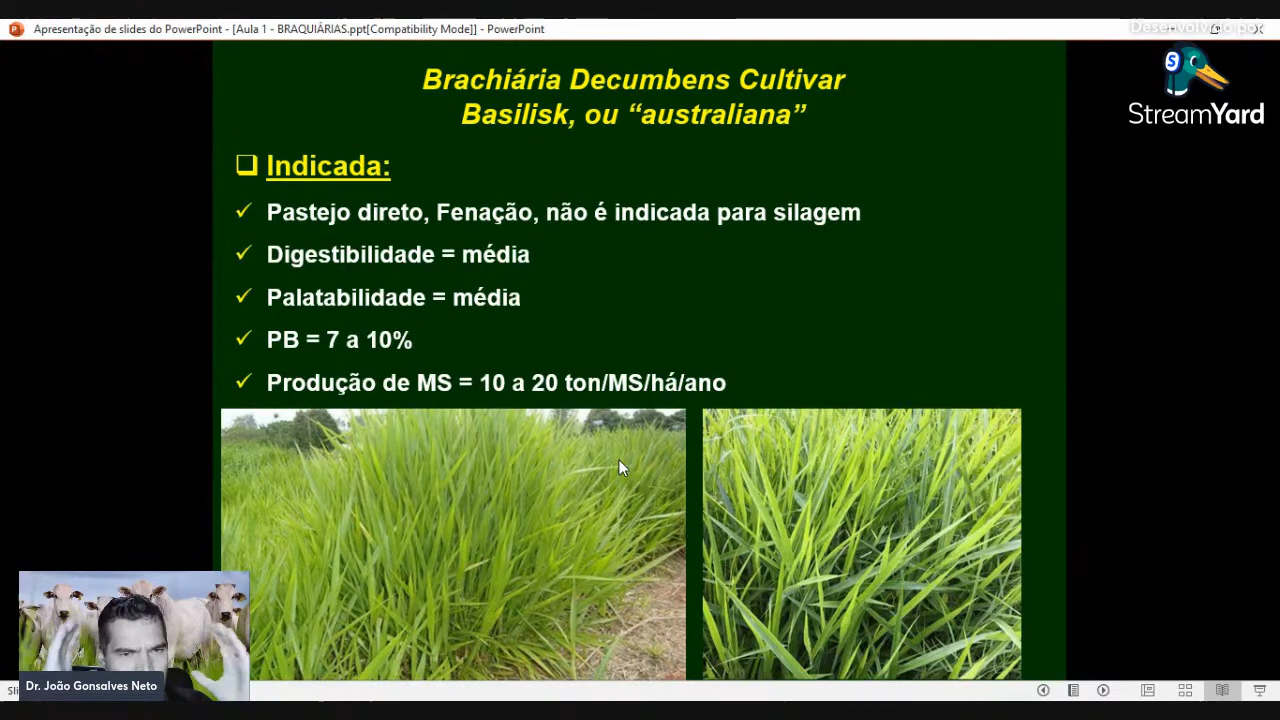 Apresentação de slides do PowerPoint - [Aula 1 - BRAQUIÁRIAS.ppt[Compatibility Mode]] - PowerPoint
Desenvolvido por
StreamYard
Brachiária Decumbens Cultivar
Basilisk, ou “australiana”
Indicada:
Pastejo direto, Fenação, não é indicada para silagem
Digestibilidade = média
Palatabilidade = média
PB = 7 a 10%
Produção de MS = 10 a 20 ton/MS/há/ano
Dr. João Gonsalves Neto